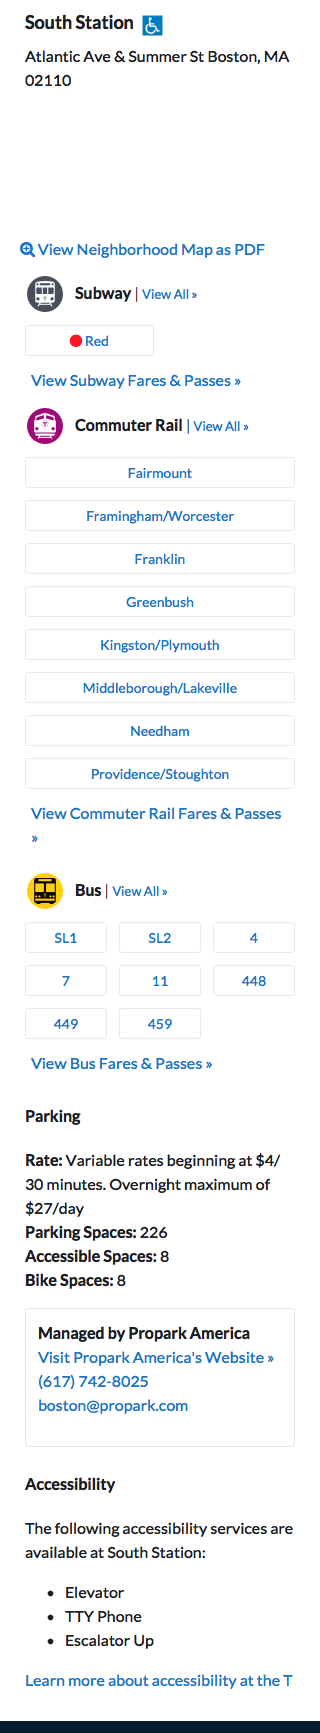 South Station
Atlantic Ave & Summer St Boston, MA
02110
View Neighborhood Map as PDF
Subway | View All »
Red
View Subway Fares & Passes »
Commuter Rail | View All »
Fairmount
Framingham/Worcester
Franklin
Greenbush
Kingston/Plymouth
Middleborough/Lakeville
Needham
Providence/Stoughton
View Commuter Rail Fares & Passes
»
Bus | View All »
SL1 SL2 4
7 11 448
449 459
View Bus Fares & Passes »
Parking
Rate: Variable rates beginning at $4/
30 minutes. Overnight maximum of
$27/day
Parking Spaces: 226
Accessible Spaces: 8
Bike Spaces: 8
Managed by Propark America
Visit Propark America's Website »
(617) 742-8025
boston@propark.com
Accessibility
The following accessibility services are
available at South Station:
• Elevator
• TTY Phone
• Escalator Up
Learn more about accessibility at the T